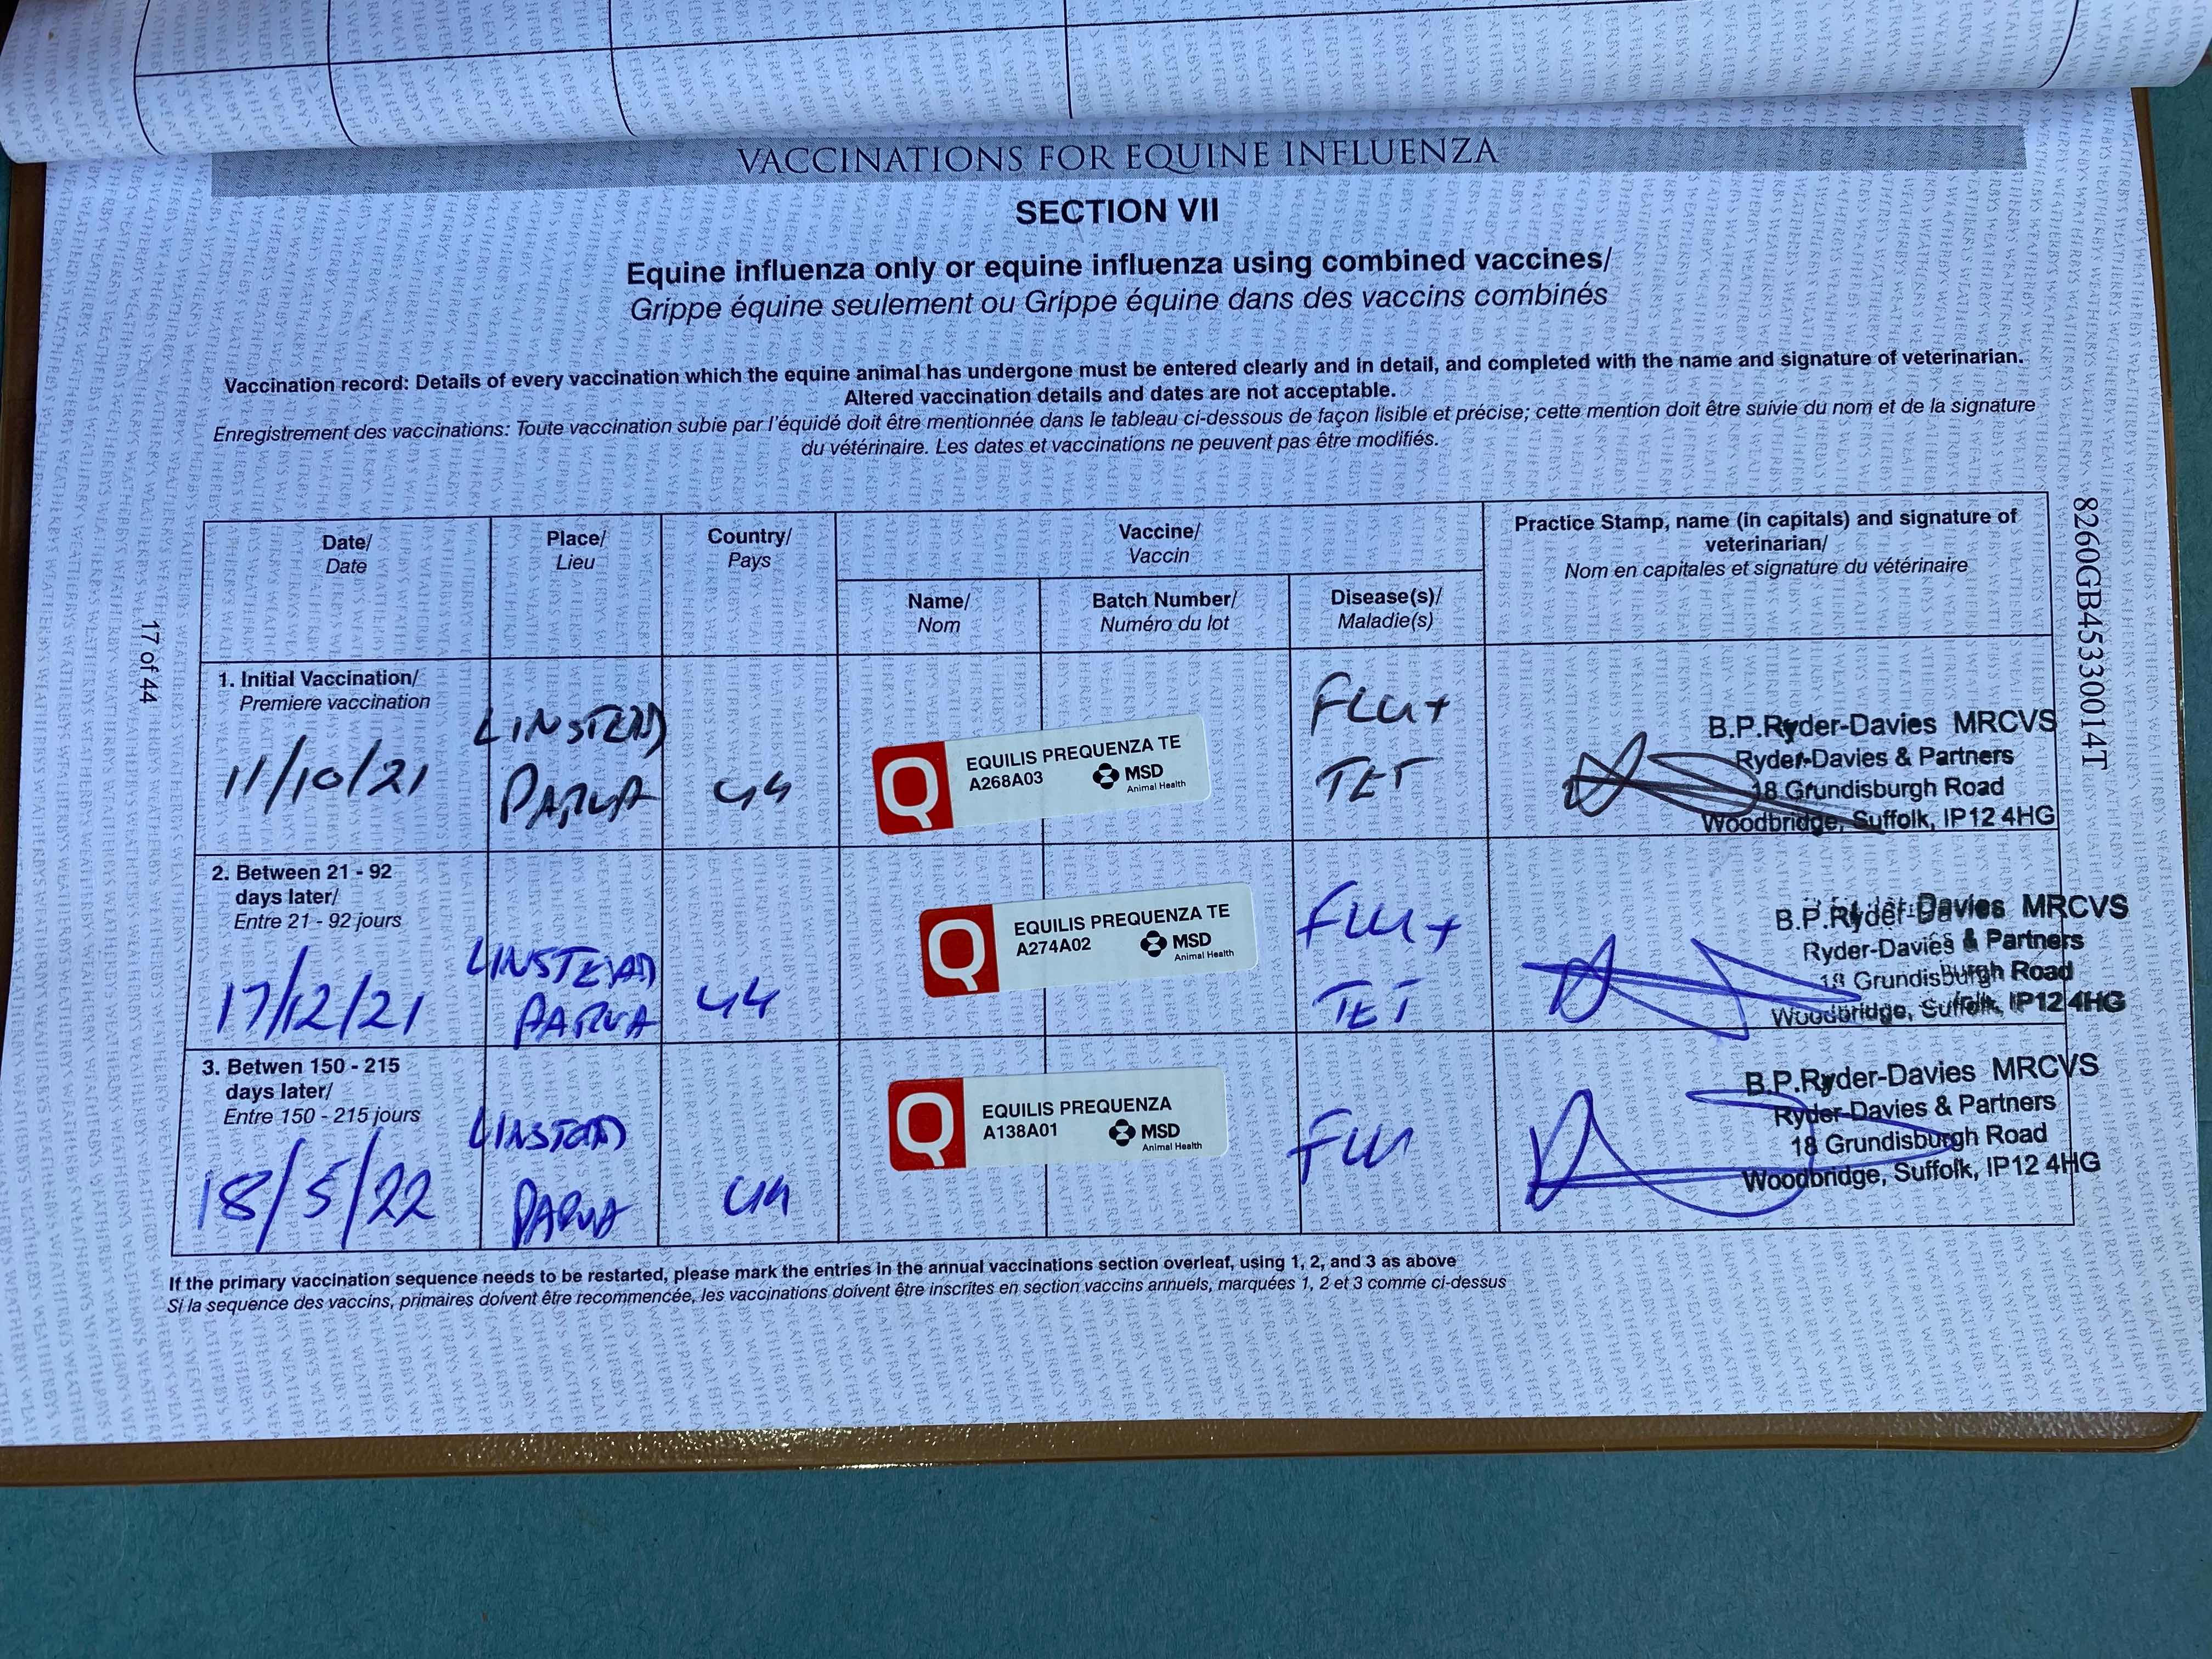 VACCINATIONS FOR EQUINE INFLUENZA
SECTION VII
Equine influenza only or equine influenza using combined vaccines/
Grippe équine seulement ou Grippe équine dans des vaccins combinés
Vaccination record: Details of every vaccination which the equine animal has undergone must be entered clearly and in detail, and completed with the name and signature of veterinarian.
Altered vaccination details and dates are not acceptable.
Enregistrement des vaccinations: Toute vaccination subie par l'équidé doit être mentionnée dans le tableau ci-dessous de façon lisible et précise; cette mention doit être suivie du nom et de la signature
du vétérinaire. Les dates et vaccinations ne peuvent pas être modifiés.
Date/
Date
Place/
Lieu
Country/
Pays
Vaccine/
Vaccin
Name/
Nom
Batch Number/
Numéro du lot
Disease(s)/
Maladie(s)
Practice Stamp, name (in capitals) and signature of
veterinarian/
Nom en capitales et signature du vétérinaire
1. Initial Vaccination/
Premiere vaccination
11/10/21
LINSTEAD
PARVA
UK
EQUILIS PREQUENZA TE
A268A03
MSD
Animal Health
FLU+
TET
B.P.Ryder-Davies MRCVS
Ryder-Davies & Partners
18 Grundisburgh Road
Woodbridge, Suffolk, IP12 4HG
2. Between 21 - 92
days later/
Entre 21 - 92 jours
17/12/21
LINSTEAD
PARVA
UK
EQUILIS PREQUENZA TE
A274A02
MSD
Animal Health
FLU+
TET
B.P.Ryder-Davies MRCVS
Ryder-Davies & Partners
18 Grundisburgh Road
Woodbridge, Suffolk, IP12 4HG
3. Betwen 150 - 215
days later/
Entre 150 - 215 jours
18/5/22
LINSTEAD
PARVA
UK
EQUILIS PREQUENZA
A138A01
MSD
Animal Health
FLU
B.P.Ryder-Davies MRCVS
Ryder-Davies & Partners
18 Grundisburgh Road
Woodbridge, Suffolk, IP12 4HG
If the primary vaccination sequence needs to be restarted, please mark the entries in the annual vaccinations section overleaf, using 1, 2, and 3 as above
Si la sequence des vaccins, primaires doivent être recommencée, les vaccinations doivent être inscrites en section vaccins annuels, marquées 1, 2 et 3 comme ci-dessus
17 of 44
8260GB45330014T